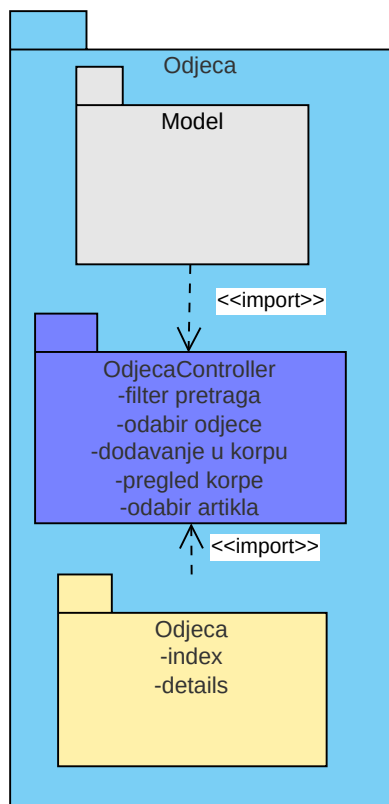 Odjeca
Model
<<import>>
OdjecaController
-filter pretraga
-odabir odjece
-dodavanje u korpu
-pregled korpe
-odabir artikla
<<import>>
Odjeca
-index
-details